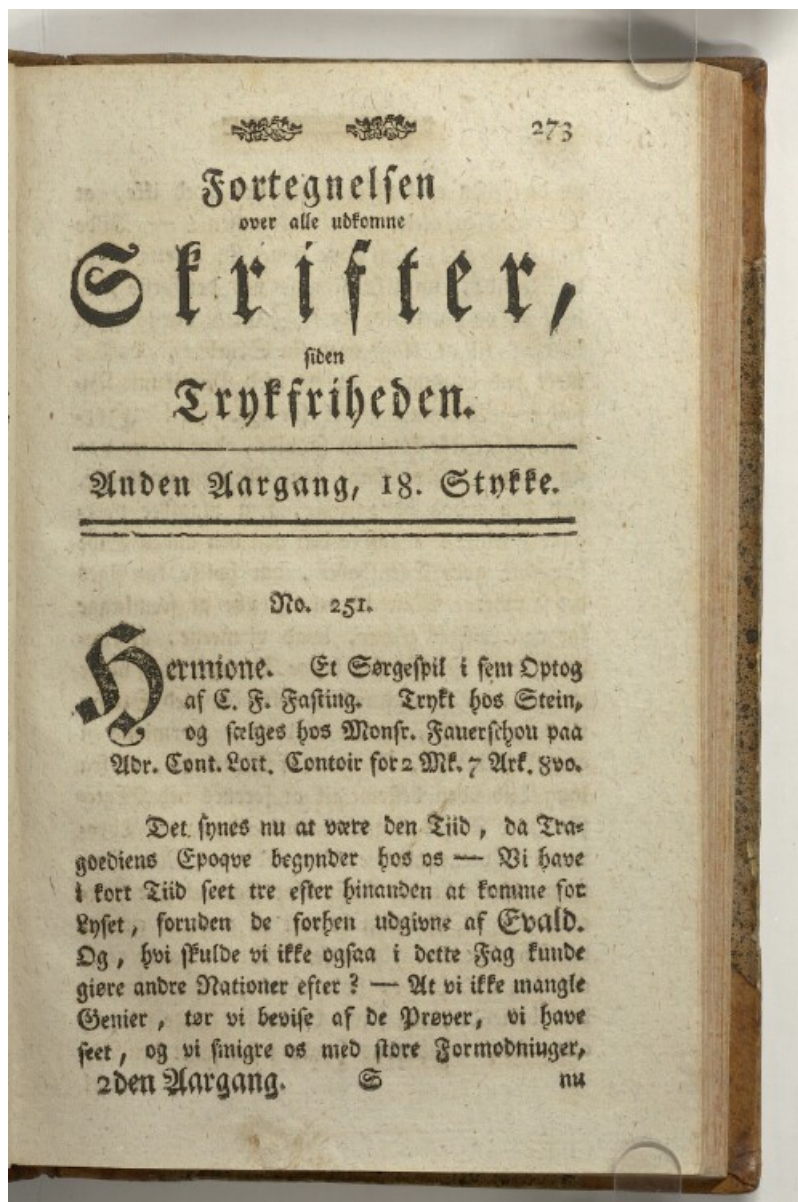 273
Fortegnelsen
over alle udkomne
Skrifter,
siden
Trykfriheden.
Anden Aargang, 18. Stykke.
No. 251.
Hermione. Et Sørgespil i fem Optog
af C. F. Fasting. Trykt hos Stein,
og sælges hos Monsr. Fauerschou paa
Adr. Cont. Lott. Contoir for 2 Mk. 7 Ark. 8vo.
Det synes nu at være den Tiid, da Tra-
goediens Epoqve begynder hos os — Vi have
i kort Tiid seet tre efter hinanden at komme for
Lyset, foruden de forhen udgivne af Evald.
Og, hvi skulde vi ikke ogsaa i dette Fag kunde
giøre andre Nationer efter? — At vi ikke mangle
Genier, tør vi bevise af de Prøver, vi have
seet, og vi smigre os med store Formodniuger,
2den Aargang. S nu